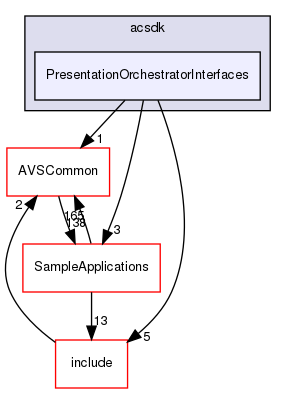 acsdk
PresentationOrchestratorInterfaces
1
AVSCommon
2
165
138
3
SampleApplications
13
5
include